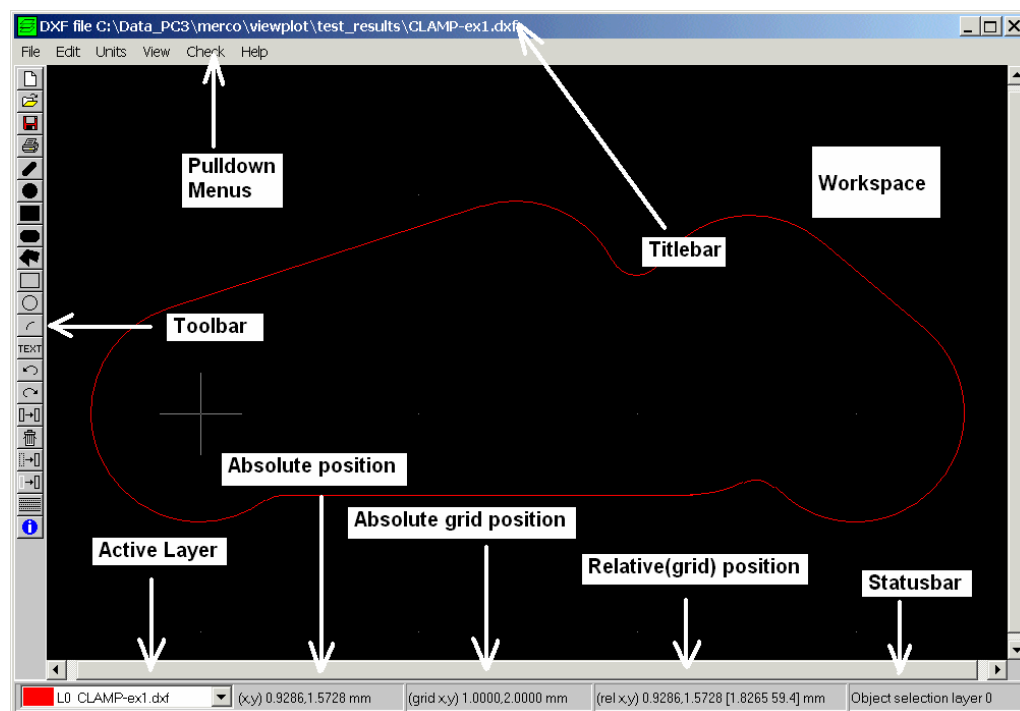 DXF file C:\Data_PC3\merco\viewplot\test_results\CLAMP-ex1.dxf
File Edit Units View Check Help
Pulldown
Menus
Workspace
Titlebar
Toolbar
TEXT
Absolute position
Absolute grid position
Active Layer
Relative(grid) position
Statusbar
L0 CLAMP-ex1.dxf
(x,y) 0.9286,1.5728 mm
(grid x,y) 1.0000,2.0000 mm
(rel x,y) 0.9286,1.5728 [1.8265 59.4] mm
Object selection layer 0